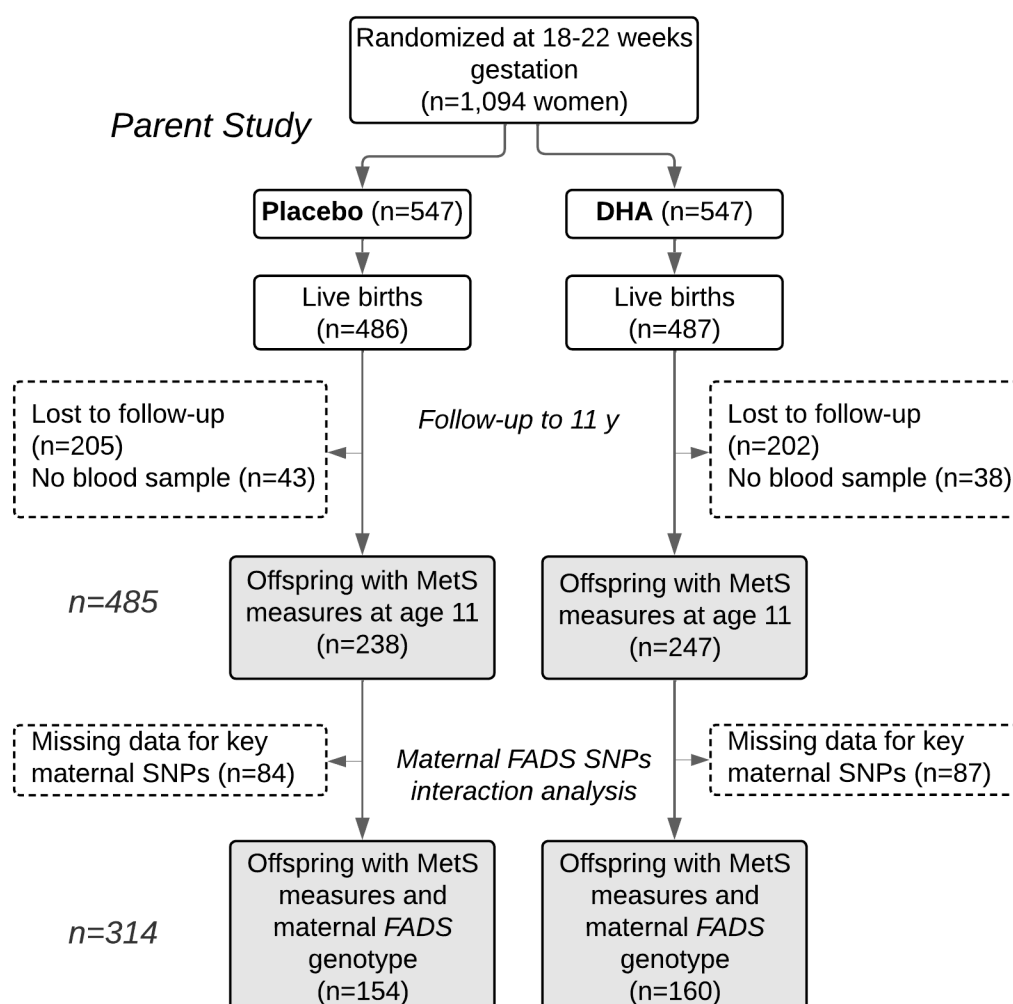 Randomized at 18-22 weeks
gestation
(n=1,094 women)
Parent Study
Placebo (n=547)
DHA (n=547)
Live births
(n=486)
Live births
(n=487)
Lost to follow-up
(n=205)
No blood sample (n=43)
Follow-up to 11 y
Lost to follow-up
(n=202)
No blood sample (n=38)
n=485
Offspring with MetS
measures at age 11
(n=238)
Offspring with MetS
measures at age 11
(n=247)
Missing data for key
maternal SNPs (n=84)
Maternal FADS SNPs
interaction analysis
Missing data for key
maternal SNPs (n=87)
n=314
Offspring with MetS
measures and
maternal FADS
genotype
(n=154)
Offspring with MetS
measures and
maternal FADS
genotype
(n=160)